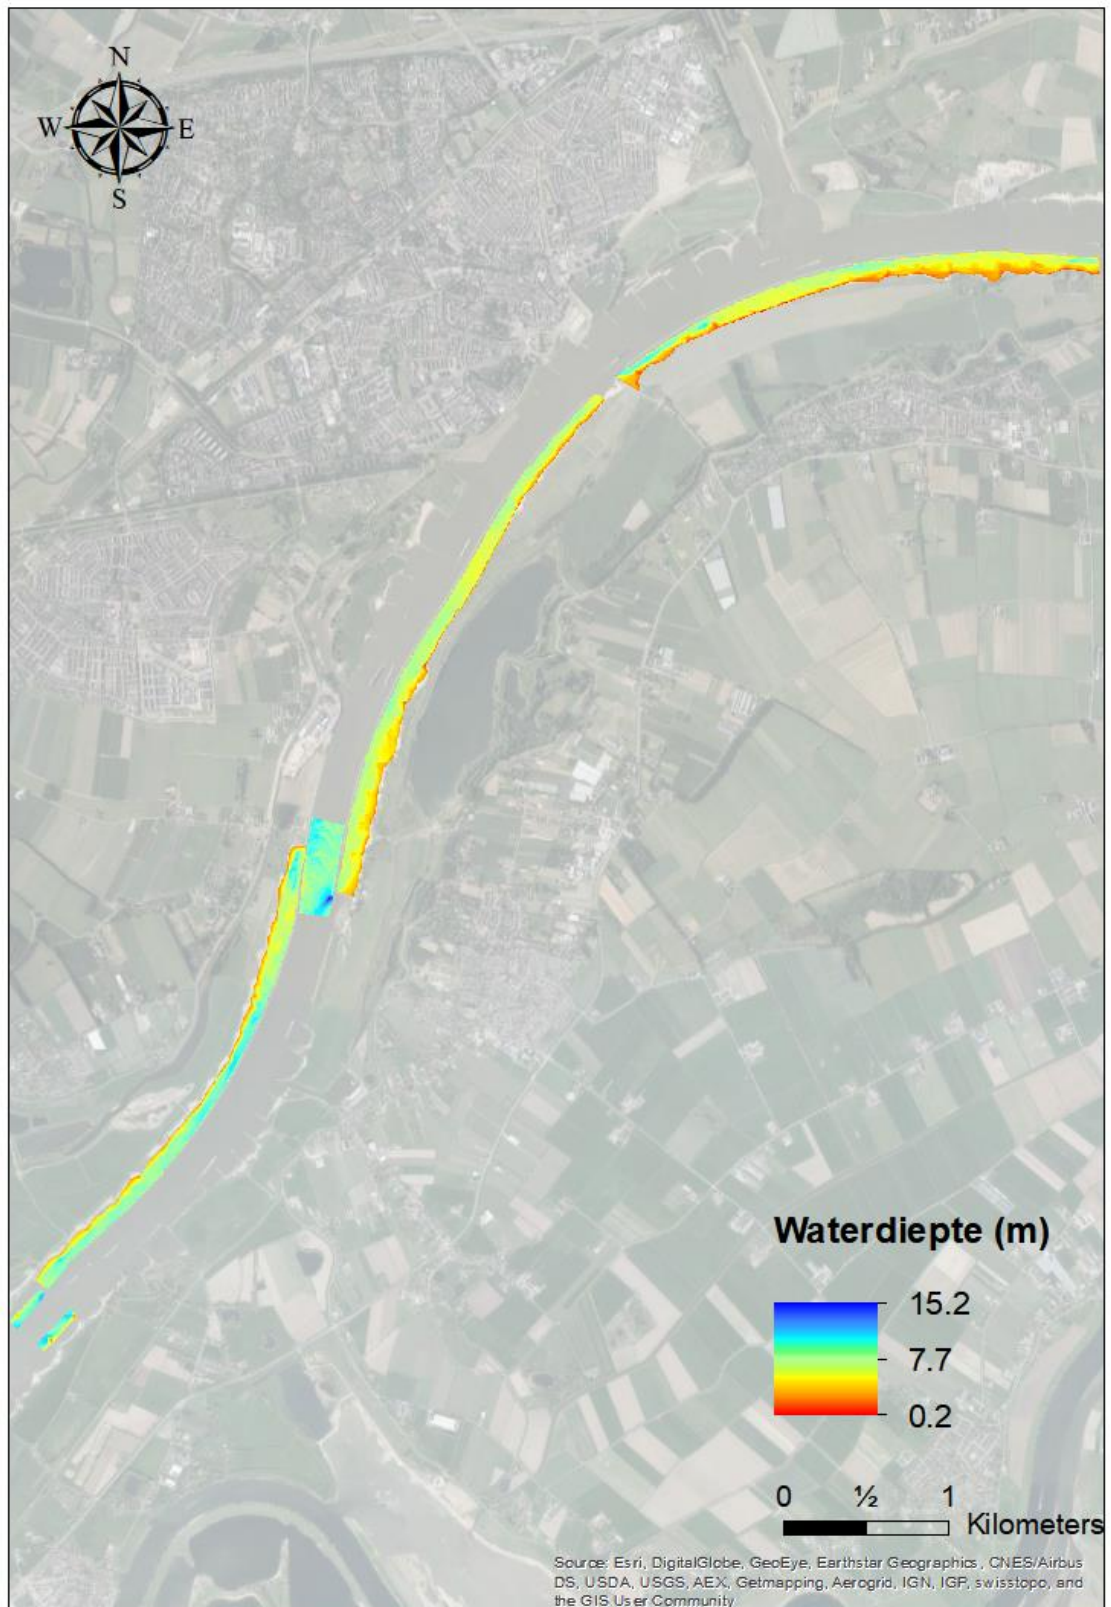 N
W E
S
Waterdiepte (m)
15.2
7.7
0.2
0 ½ 1
Kilometers
Source: Esri, DigitalGlobe, GeoEye, Earthstar Geographics, CNES/Airbus
DS, USDA, USGS, AEX, Getmapping, Aerogrid, IGN, IGP, swisstopo, and
the GIS User Community